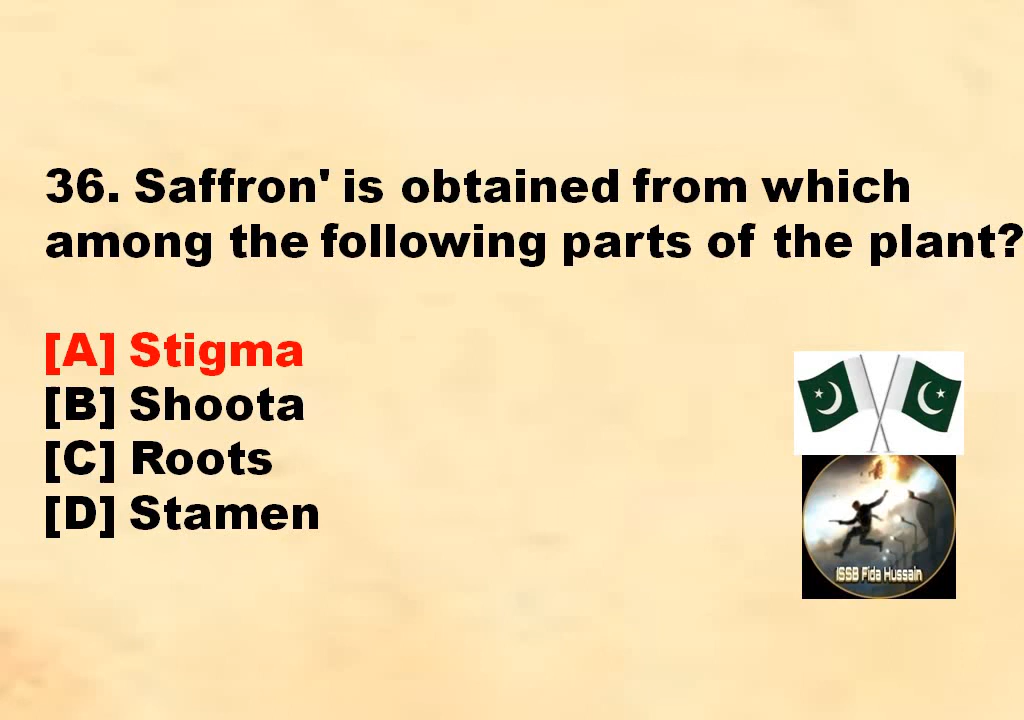 36. Saffron' is obtained from which
among the following parts of the plant?
[A] Stigma
[B] Shoota
[C] Roots
[D] Stamen
ISSB Fida Hussain